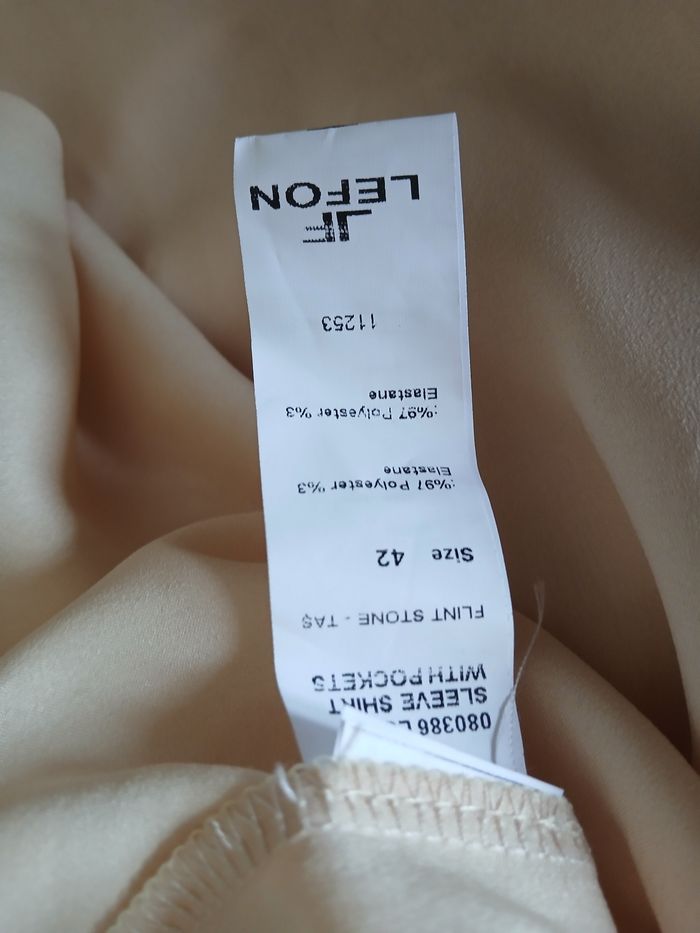 080386
SLEEVE SHIRT
WITH POCKETS
FLINT STONE - TAŞ
Size 42
:%97 Polyester %3
Elastane
:%97 Polyester %3
Elastane
11253
LEFON